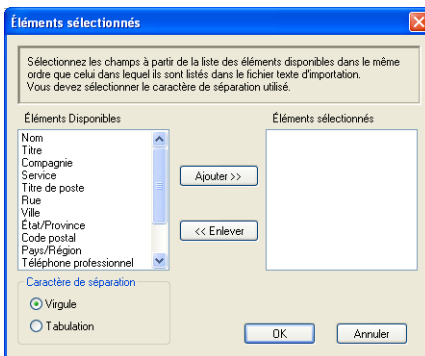 Éléments sélectionnés
Sélectionnez les champs à partir de la liste des éléments disponibles dans le même
ordre que celui dans lequel ils sont listés dans le fichier texte d'importation.
Vous devez sélectionner le caractère de séparation utilisé.
Éléments Disponibles
Éléments sélectionnés
Nom
Titre
Compagnie
Service
Titre de poste
Rue
Ville
État/Province
Code postal
Pays/Région
Téléphone professionnel
Ajouter >>
<< Enlever
Caractère de séparation
Virgule
Tabulation
OK
Annuler